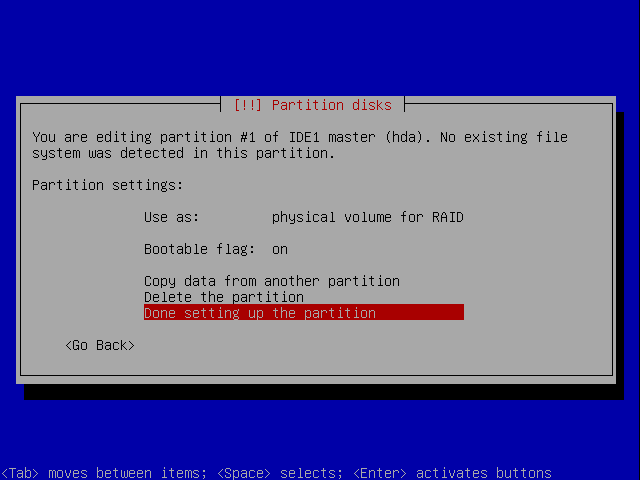 [!!] Partition disks
You are editing partition #1 of IDE1 master (hda). No existing file
system was detected in this partition.
Partition settings:
Use as: physical volume for RAID
Bootable flag: on
Copy data from another partition
Delete the partition
Done setting up the partition
<Go Back>
<Tab> moves between items; <Space> selects; <Enter> activates buttons